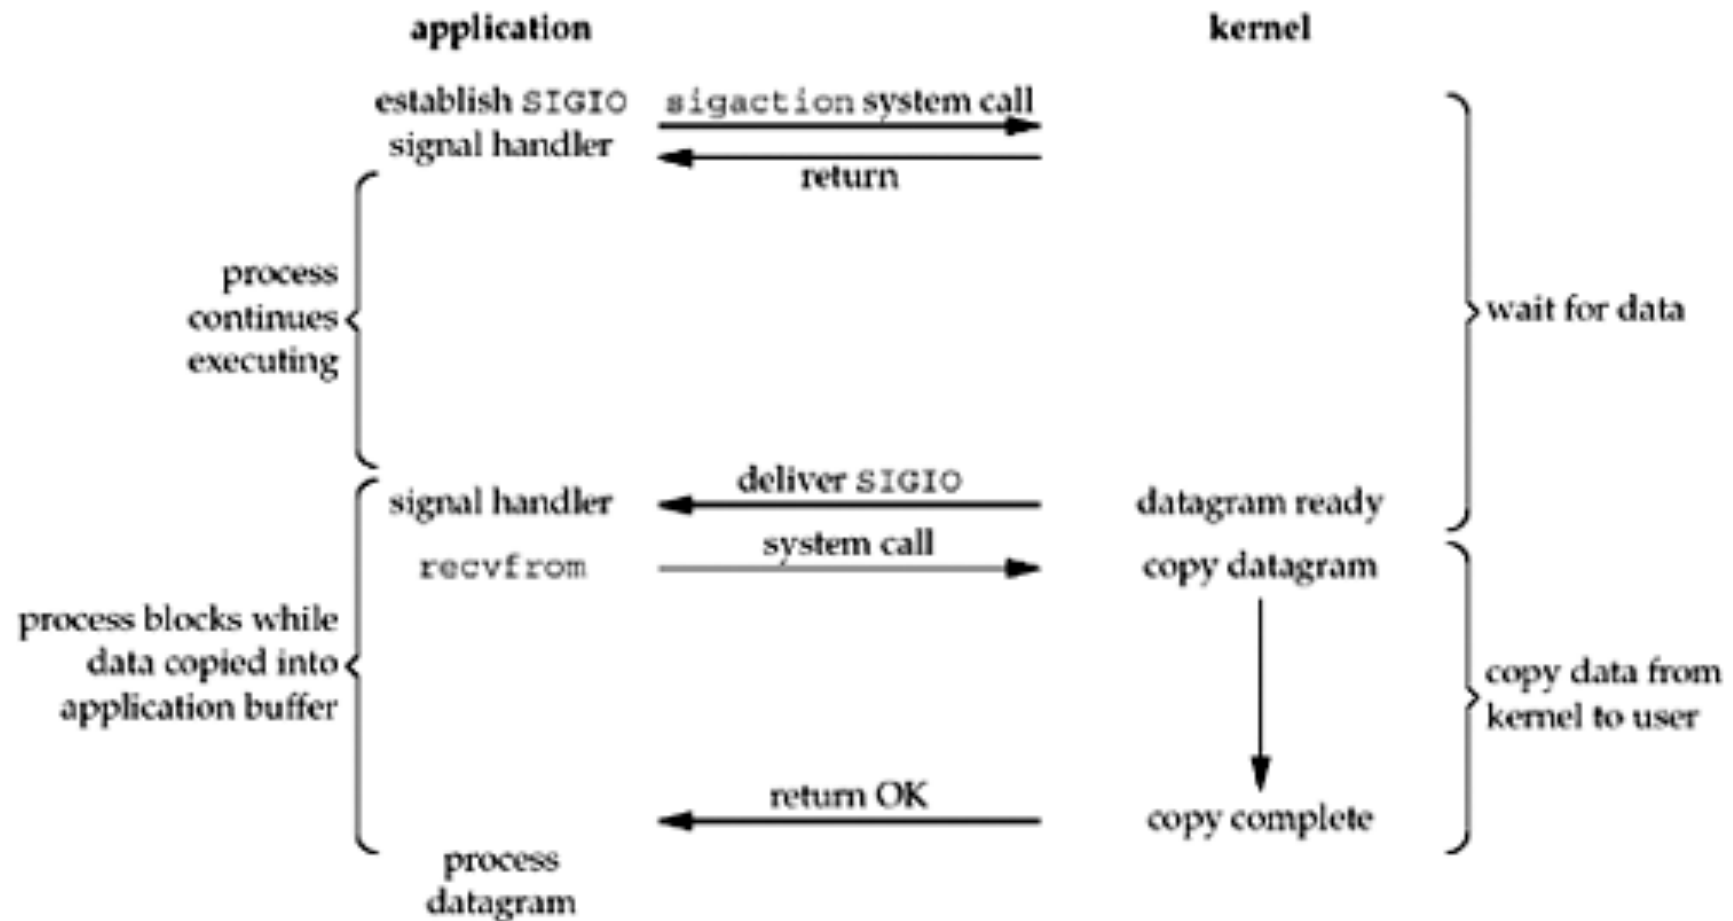 application
kernel
establish SIGIO
signal handler
sigaction system call
return
process
continues
executing
wait for data
deliver SIGIO
signal handler
datagram ready
system call
recvfrom
copy datagram
process blocks while
data copied into
application buffer
copy data from
kernel to user
return OK
copy complete
process
datagram